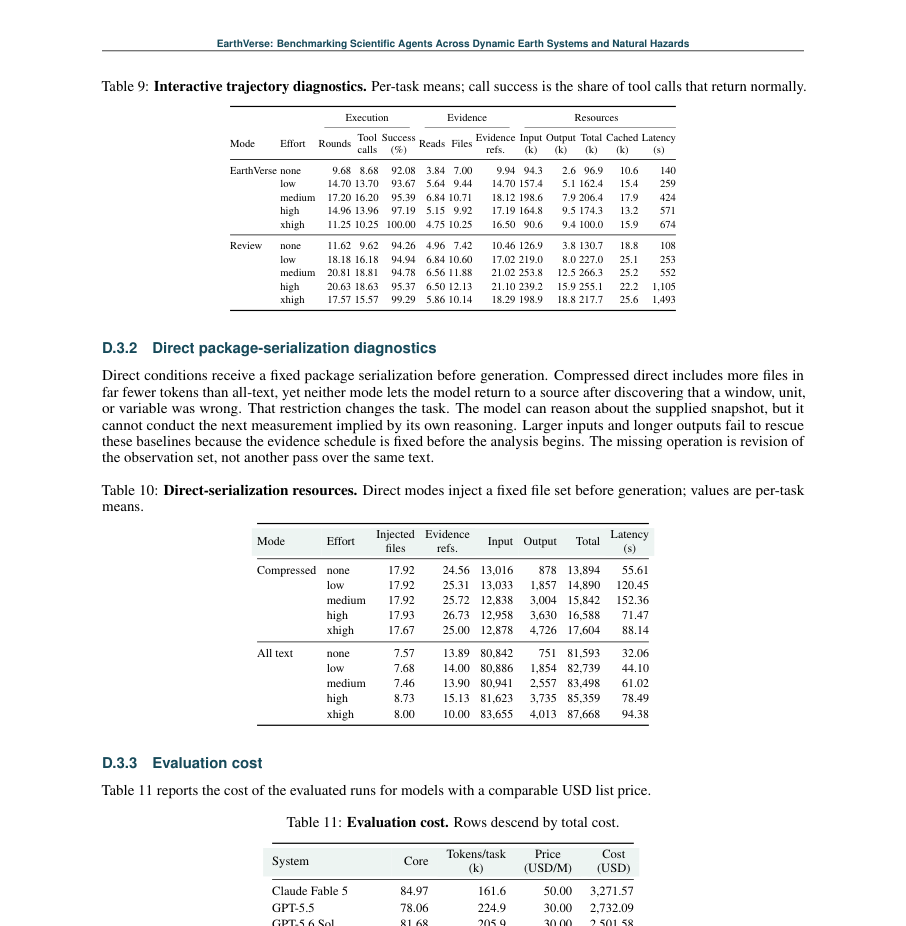 EarthVerse: Benchmarking Scientific Agents Across Dynamic Earth Systems and Natural Hazards
Table 9: Interactive trajectory diagnostics. Per-task means; call success is the share of tool calls that return normally.
Execution Evidence Resources
Mode Effort Rounds Tool calls Success (%) Reads Files Evidence refs. Input (k) Output (k) Total (k) Cached (k) Latency (s)
EarthVerse none 9.68 8.68 92.08 3.84 7.00 9.94 94.3 2.6 96.9 10.6 140
low 14.70 13.70 93.67 5.64 9.44 14.70 157.4 5.1 162.4 15.4 259
medium 17.20 16.20 95.39 6.84 10.71 18.12 198.6 7.9 206.4 17.9 424
high 14.96 13.96 97.19 5.15 9.92 17.19 164.8 9.5 174.3 13.2 571
xhigh 11.25 10.25 100.00 4.75 10.25 16.50 90.6 9.4 100.0 15.9 674
Review none 11.62 9.62 94.26 4.96 7.42 10.46 126.9 3.8 130.7 18.8 108
low 18.18 16.18 94.94 6.84 10.60 17.02 219.0 8.0 227.0 25.1 253
medium 20.81 18.81 94.78 6.56 11.88 21.02 253.8 12.5 266.3 25.2 552
high 20.63 18.63 95.37 6.50 12.13 21.10 239.2 15.9 255.1 22.2 1,105
xhigh 17.57 15.57 99.29 5.86 10.14 18.29 198.9 18.8 217.7 25.6 1,493
D.3.2 Direct package-serialization diagnostics
Direct conditions receive a fixed package serialization before generation. Compressed direct includes more files in
far fewer tokens than all-text, yet neither mode lets the model return to a source after discovering that a window, unit,
or variable was wrong. That restriction changes the task. The model can reason about the supplied snapshot, but it
cannot conduct the next measurement implied by its own reasoning. Larger inputs and longer outputs fail to rescue
these baselines because the evidence schedule is fixed before the analysis begins. The missing operation is revision of
the observation set, not another pass over the same text.
Table 10: Direct-serialization resources. Direct modes inject a fixed file set before generation; values are per-task
means.
Mode Effort Injected files Evidence refs. Input Output Total Latency (s)
Compressed none 17.92 24.56 13,016 878 13,894 55.61
low 17.92 25.31 13,033 1,857 14,890 120.45
medium 17.92 25.72 12,838 3,004 15,842 152.36
high 17.93 26.73 12,958 3,630 16,588 71.47
xhigh 17.67 25.00 12,878 4,726 17,604 88.14
All text none 7.57 13.89 80,842 751 81,593 32.06
low 7.68 14.00 80,886 1,854 82,739 44.10
medium 7.46 13.90 80,941 2,557 83,498 61.02
high 8.73 15.13 81,623 3,735 85,359 78.49
xhigh 8.00 10.00 83,655 4,013 87,668 94.38
D.3.3 Evaluation cost
Table 11 reports the cost of the evaluated runs for models with a comparable USD list price.
Table 11: Evaluation cost. Rows descend by total cost.
System Core Tokens/task (k) Price (USD/M) Cost (USD)
Claude Fable 5 84.97 161.6 50.00 3,271.57
GPT-5.5 78.06 224.9 30.00 2,732.09
GPT-5.6 Sol 81.68 205.9 30.00 2,501.58